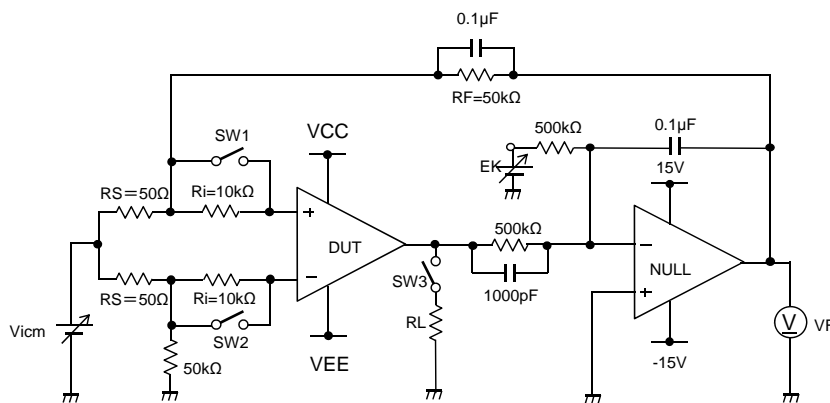 0.1µF
RF=50kΩ
500kΩ
0.1µF
SW1
VCC
EK
15V
RS=50Ω
Ri=10kΩ
+
DUT
−
500kΩ
−
NULL
+
RS=50Ω
Ri=10kΩ
SW3
1000pF
Vicm
SW2
RL
V
VF
50kΩ
VEE
-15V